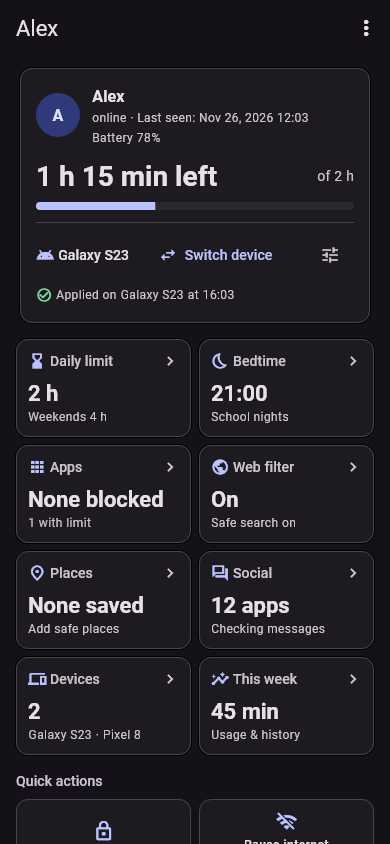 Alex
A
Alex
online · Last seen: Nov 26, 2026 12:03
Battery 78%
1 h 15 min left
of 2 h
Galaxy S23
Switch device
Applied on Galaxy S23 at 16:03
Daily limit
2 h
Weekends 4 h
Bedtime
21:00
School nights
Apps
None blocked
1 with limit
Web filter
On
Safe search on
Places
None saved
Add safe places
Social
12 apps
Checking messages
Devices
2
Galaxy S23 · Pixel 8
This week
45 min
Usage & history
Quick actions
Pause internet